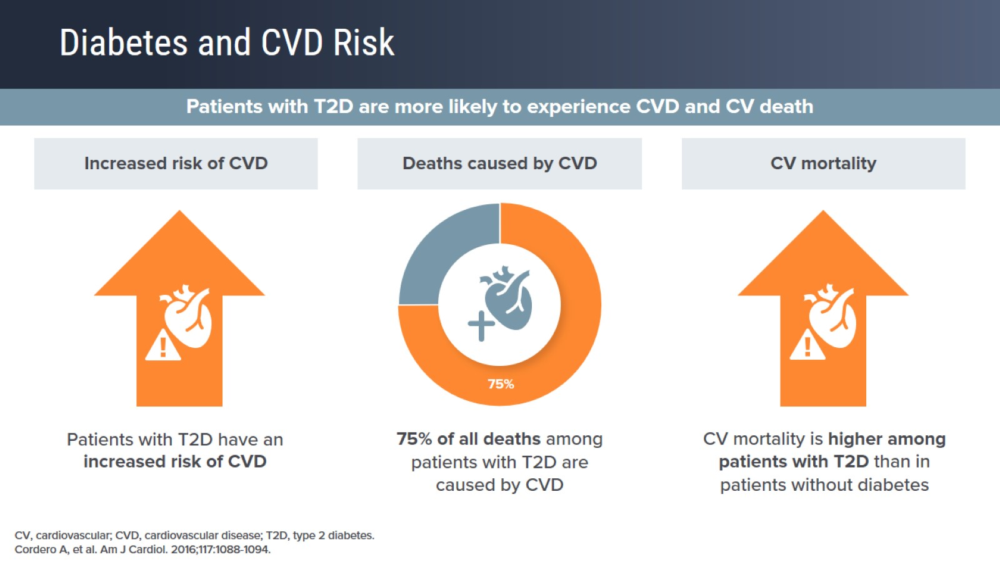 Diabetes and CVD Risk
Patients with T2D are more likely to experience CVD and CV death
Increased risk of CVD
Deaths caused by CVD
CV mortality
75%
Patients with T2D have an
increased risk of CVD
75% of all deaths among
patients with T2D are
caused by CVD
CV mortality is higher among
patients with T2D than in
patients without diabetes
CV, cardiovascular; CVD, cardiovascular disease; T2D, type 2 diabetes.
Cordero A, et al. Am J Cardiol. 2016;117:1088-1094.